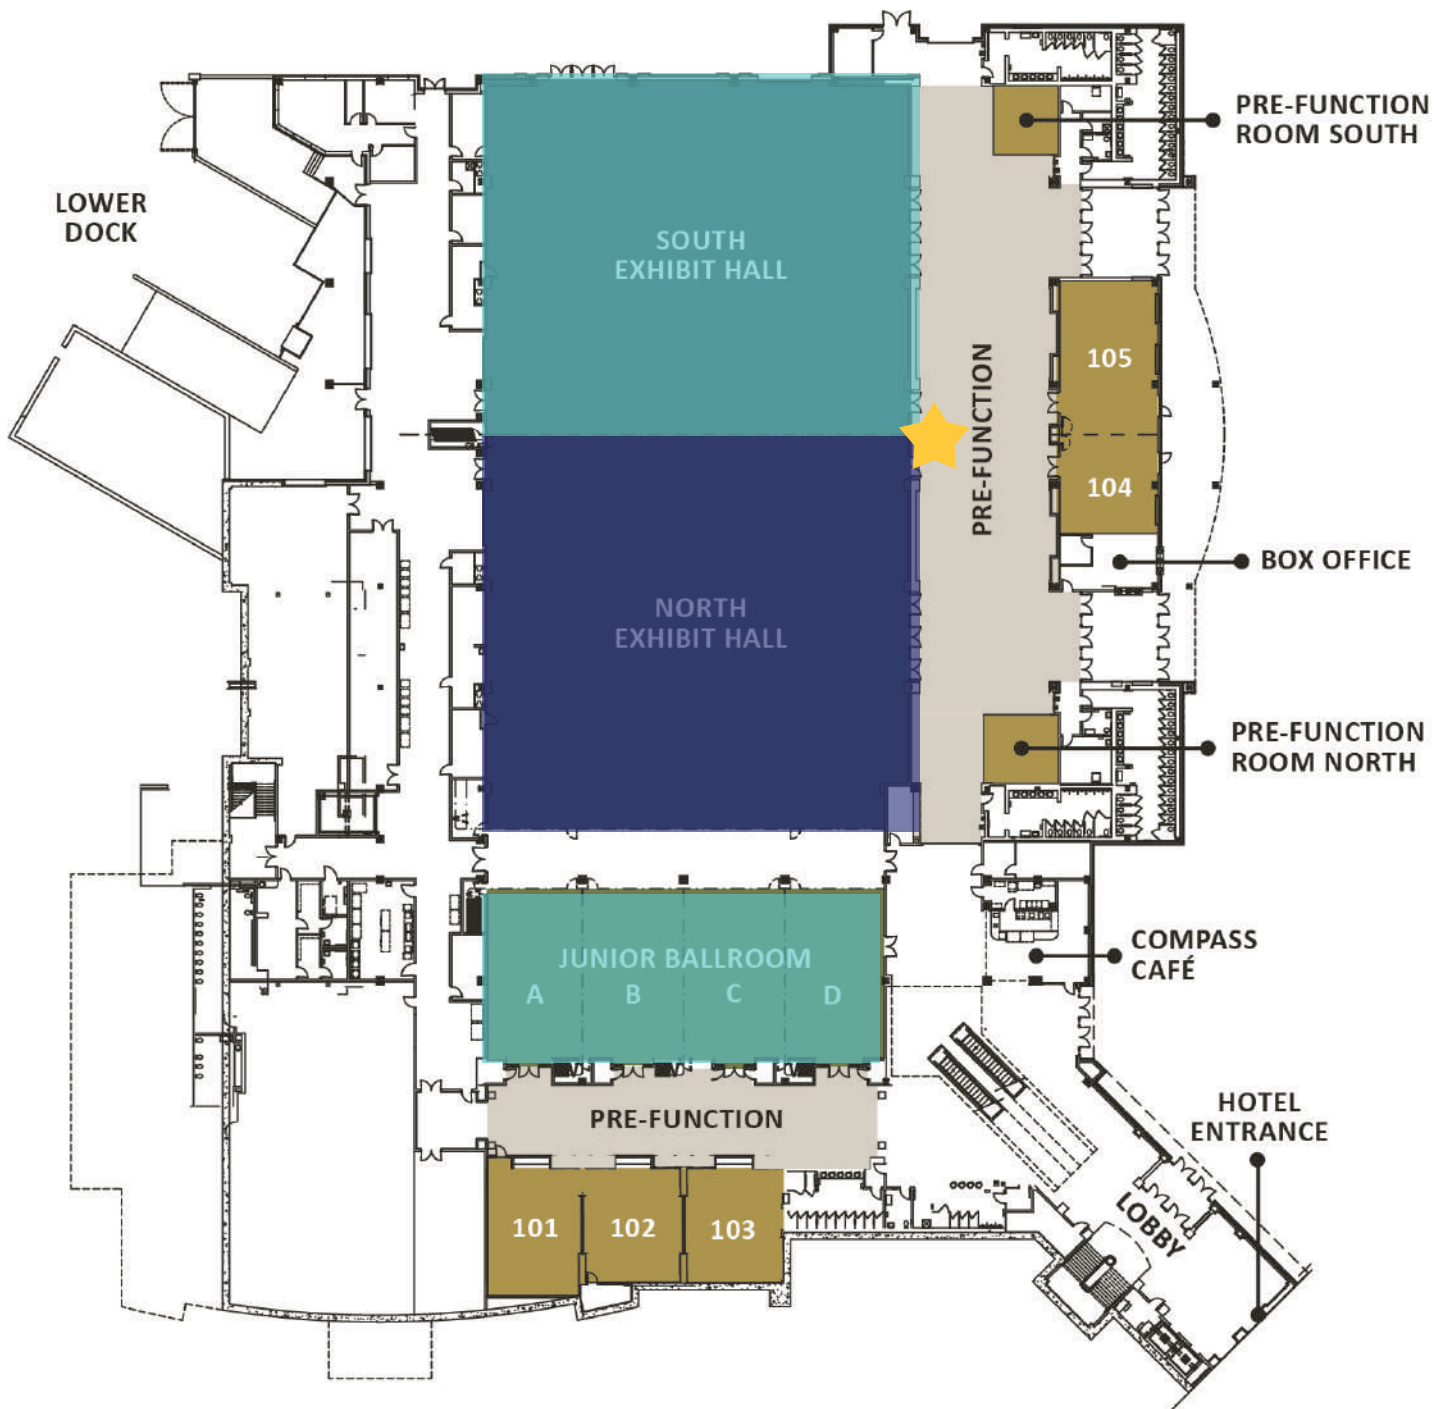 PRE-FUNCTION
ROOM SOUTH
LOWER
DOCK
SOUTH
EXHIBIT HALL
105
PRE-FUNCTION
104
BOX OFFICE
NORTH
EXHIBIT HALL
PRE-FUNCTION
ROOM NORTH
COMPASS
CAFÉ
JUNIOR BALLROOM
A B C D
HOTEL
ENTRANCE
PRE-FUNCTION
LOBBY
101 102 103